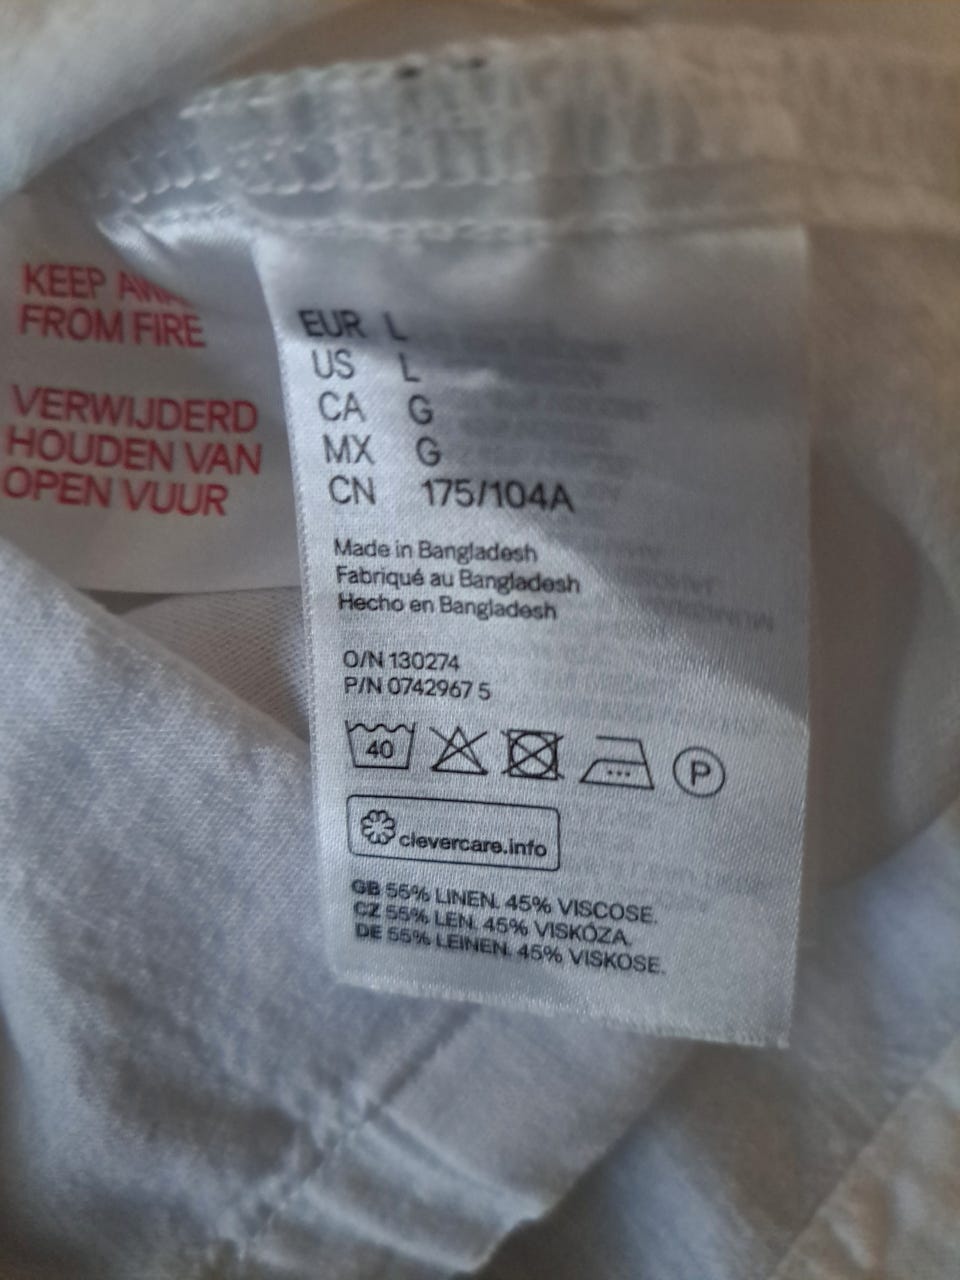 KEEP AWAY
FROM FIRE
VERWIJDERD
HOUDEN VAN
OPEN VUUR
EUR L
US L
CA G
MX G
CN 175/104A
Made in Bangladesh
Fabriqué au Bangladesh
Hecho en Bangladesh
O/N 130274
P/N 0742967 5
40
P
clevercare.info
GB 55% LINEN. 45% VISCOSE.
CZ 55% LEN. 45% VISKÓZA.
DE 55% LEINEN. 45% VISKOSE.